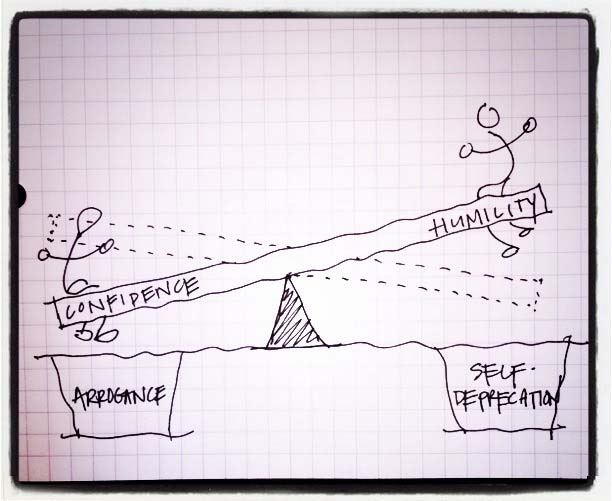 HUMILITY
CONFIDENCE
ARROGANCE
SELF-
DEPRECATION